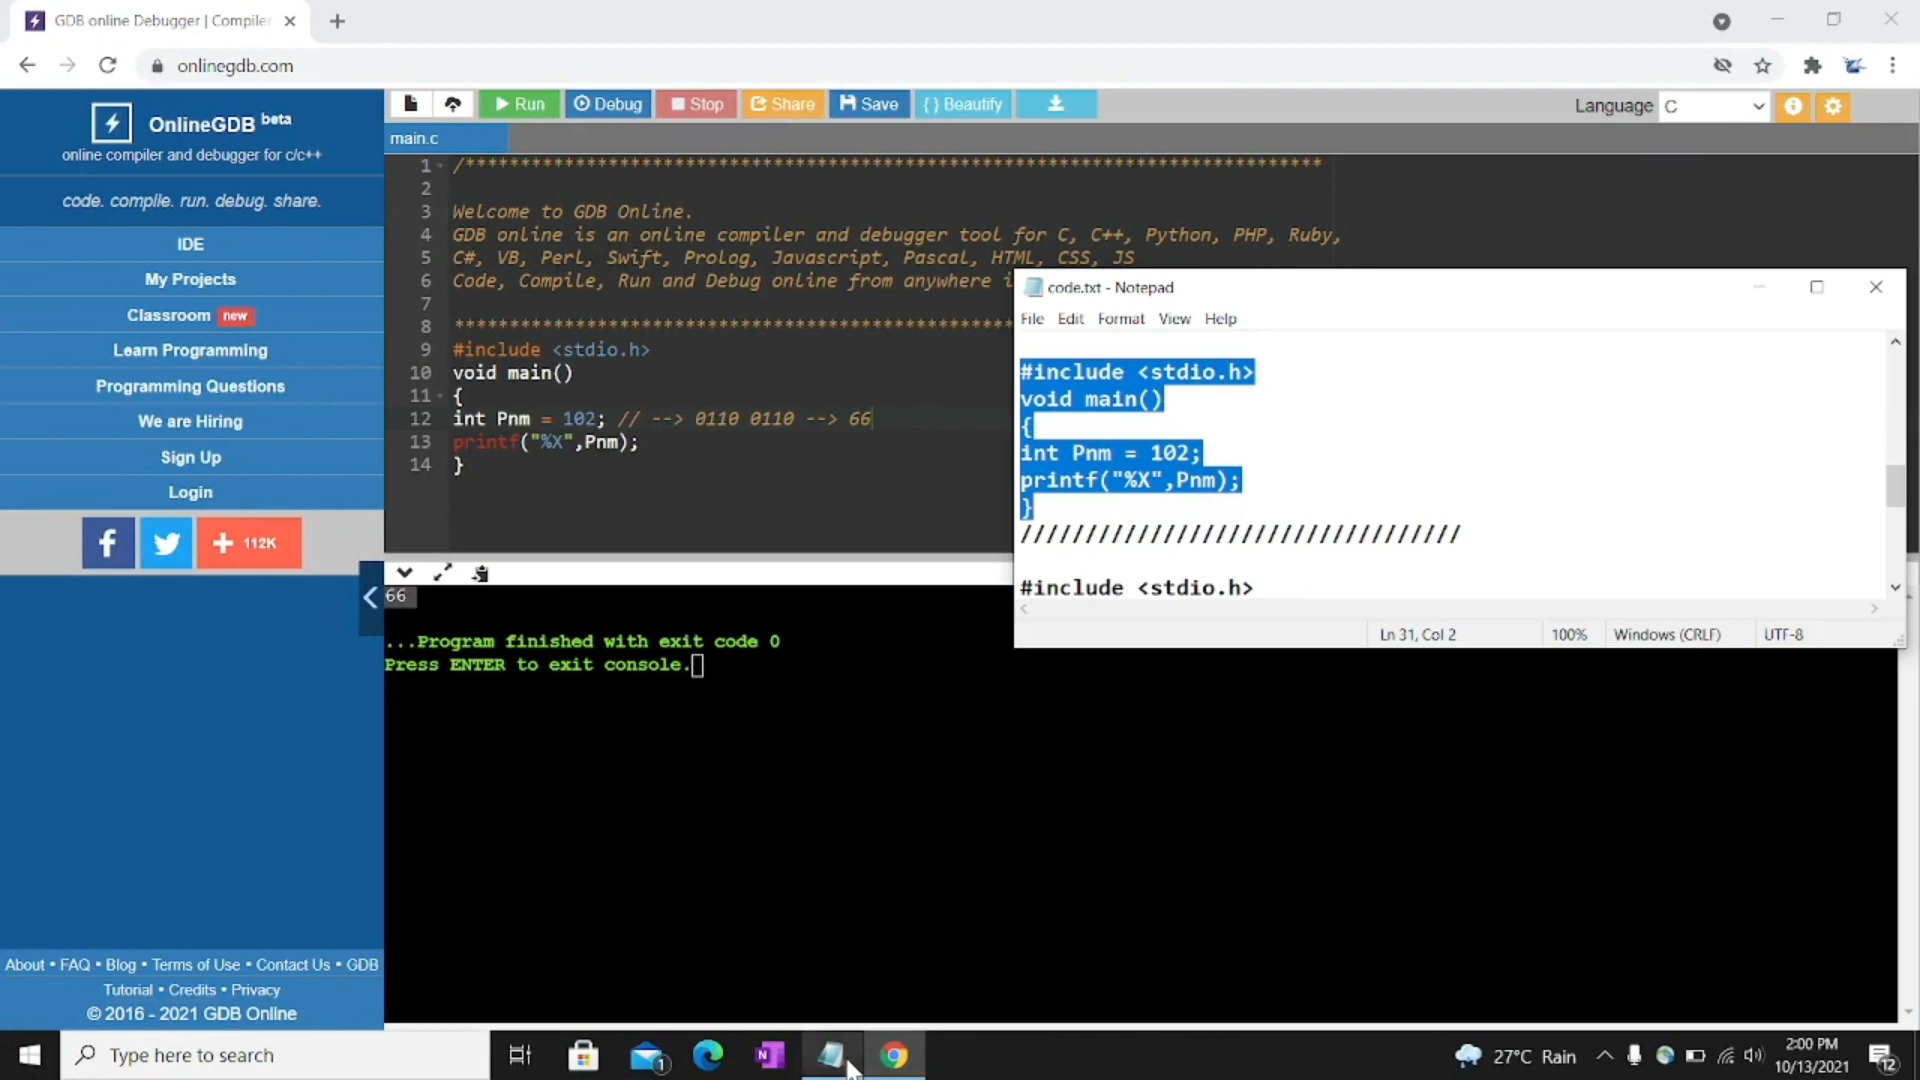 GDB online Debugger | Compiler
onlinegdb.com
OnlineGDB beta
online compiler and debugger for c/c++
code. compile. run. debug. share.
IDE
My Projects
Classroom new
Learn Programming
Programming Questions
We are Hiring
Sign Up
Login
f
+ 112K
About • FAQ • Blog • Terms of Use • Contact Us • GDB
Tutorial • Credits • Privacy
© 2016 - 2021 GDB Online
Run
Debug
Stop
Share
Save
{ } Beautify
Language C
main.c
1 /******************************************************************************
2
3 Welcome to GDB Online.
4 GDB online is an online compiler and debugger tool for C, C++, Python, PHP, Ruby,
5 C#, VB, Perl, Swift, Prolog, Javascript, Pascal, HTML, CSS, JS
6 Code, Compile, Run and Debug online from anywhere i
7
8 ***************************************************
9 #include <stdio.h>
10 void main()
11 {
12 int Pnm = 102; // --> 0110 0110 --> 66
13 printf("%X",Pnm);
14 }
66
...Program finished with exit code 0
Press ENTER to exit console.
code.txt - Notepad
File Edit Format View Help
#include <stdio.h>
void main()
{
int Pnm = 102;
printf("%X",Pnm);
}
//////////////////////////////////
#include <stdio.h>
Ln 31, Col 2
100%
Windows (CRLF)
UTF-8
Type here to search
1
N
27°C Rain
2:00 PM
10/13/2021
12